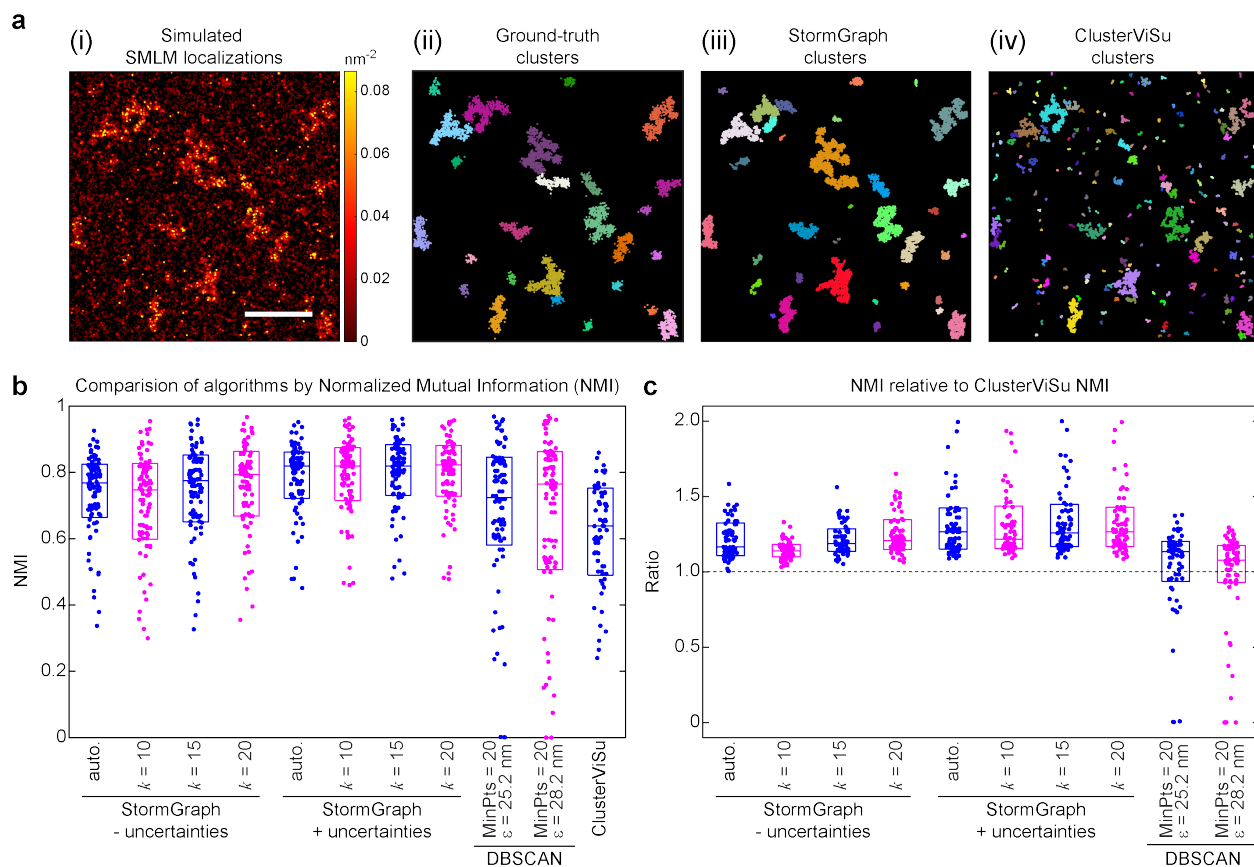 a
(i) Simulated
SMLM localizations
nm-2
0.08
0.06
0.04
0.02
0
(ii) Ground-truth
clusters
(iii) StormGraph
clusters
(iv) ClusterViSu
clusters
b
Comparision of algorithms by Normalized Mutual Information (NMI)
NMI
1
0.8
0.6
0.4
0.2
0
auto.
k = 10
k = 15
k = 20
StormGraph
- uncertainties
auto.
k = 10
k = 15
k = 20
StormGraph
+ uncertainties
MinPts = 20
ε = 25.2 nm
MinPts = 20
ε = 28.2 nm
DBSCAN
ClusterViSu
c
NMI relative to ClusterViSu NMI
Ratio
2.0
1.5
1.0
0.5
0
auto.
k = 10
k = 15
k = 20
StormGraph
- uncertainties
auto.
k = 10
k = 15
k = 20
StormGraph
+ uncertainties
MinPts = 20
ε = 25.2 nm
MinPts = 20
ε = 28.2 nm
DBSCAN